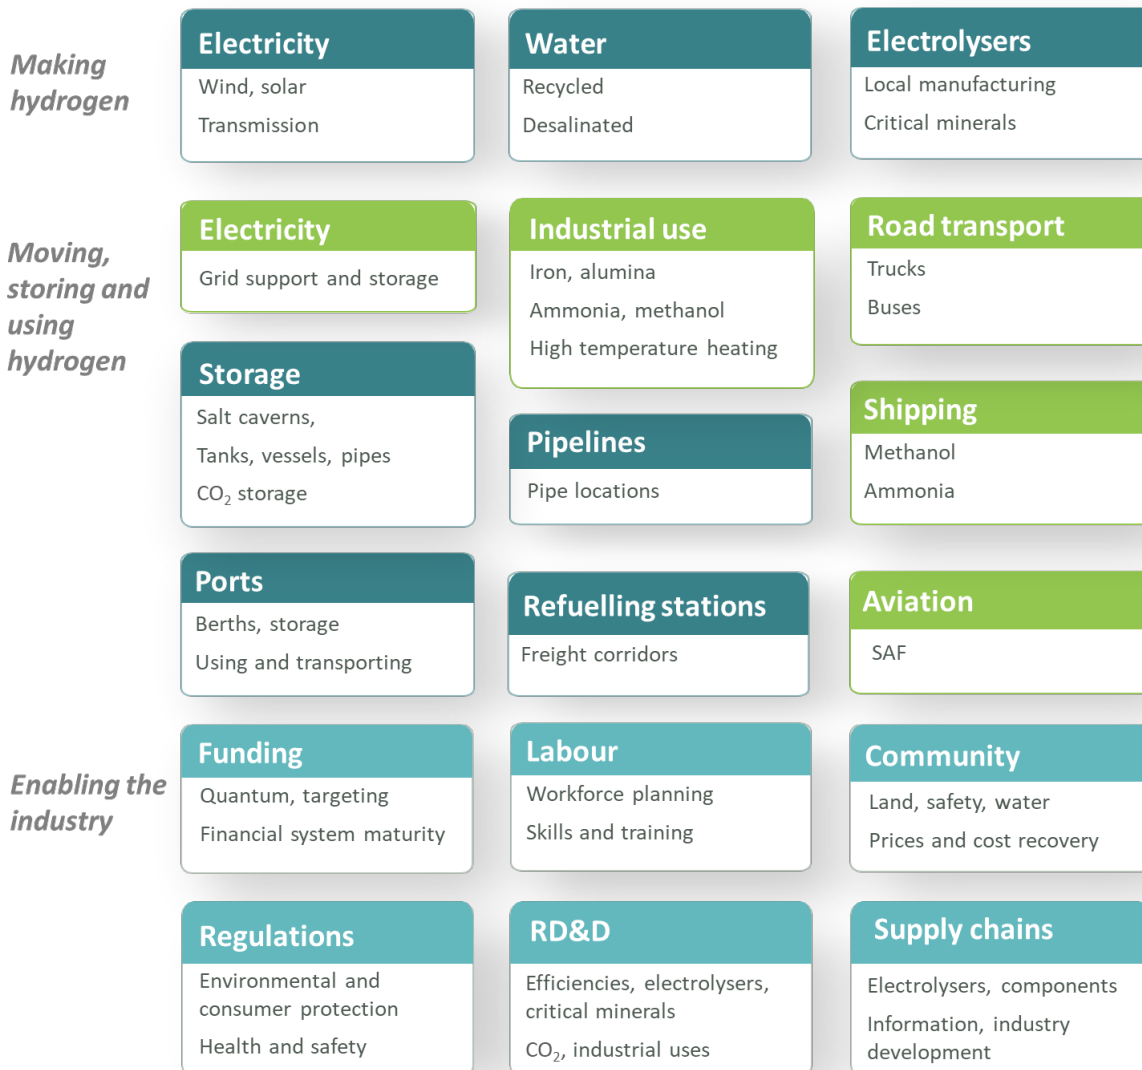 Making
hydrogen
Electricity
Wind, solar
Transmission
Water
Recycled
Desalinated
Electrolysers
Local manufacturing
Critical minerals
Moving,
storing and
using
hydrogen
Electricity
Grid support and storage
Industrial use
Iron, alumina
Ammonia, methanol
High temperature heating
Road transport
Trucks
Buses
Storage
Salt caverns,
Tanks, vessels, pipes
CO₂ storage
Pipelines
Pipe locations
Shipping
Methanol
Ammonia
Ports
Berths, storage
Using and transporting
Refuelling stations
Freight corridors
Aviation
SAF
Enabling the
industry
Funding
Quantum, targeting
Financial system maturity
Labour
Workforce planning
Skills and training
Community
Land, safety, water
Prices and cost recovery
Regulations
Environmental and
consumer protection
Health and safety
RD&D
Efficiencies, electrolysers,
critical minerals
CO₂, industrial uses
Supply chains
Electrolysers, components
Information, industry
development